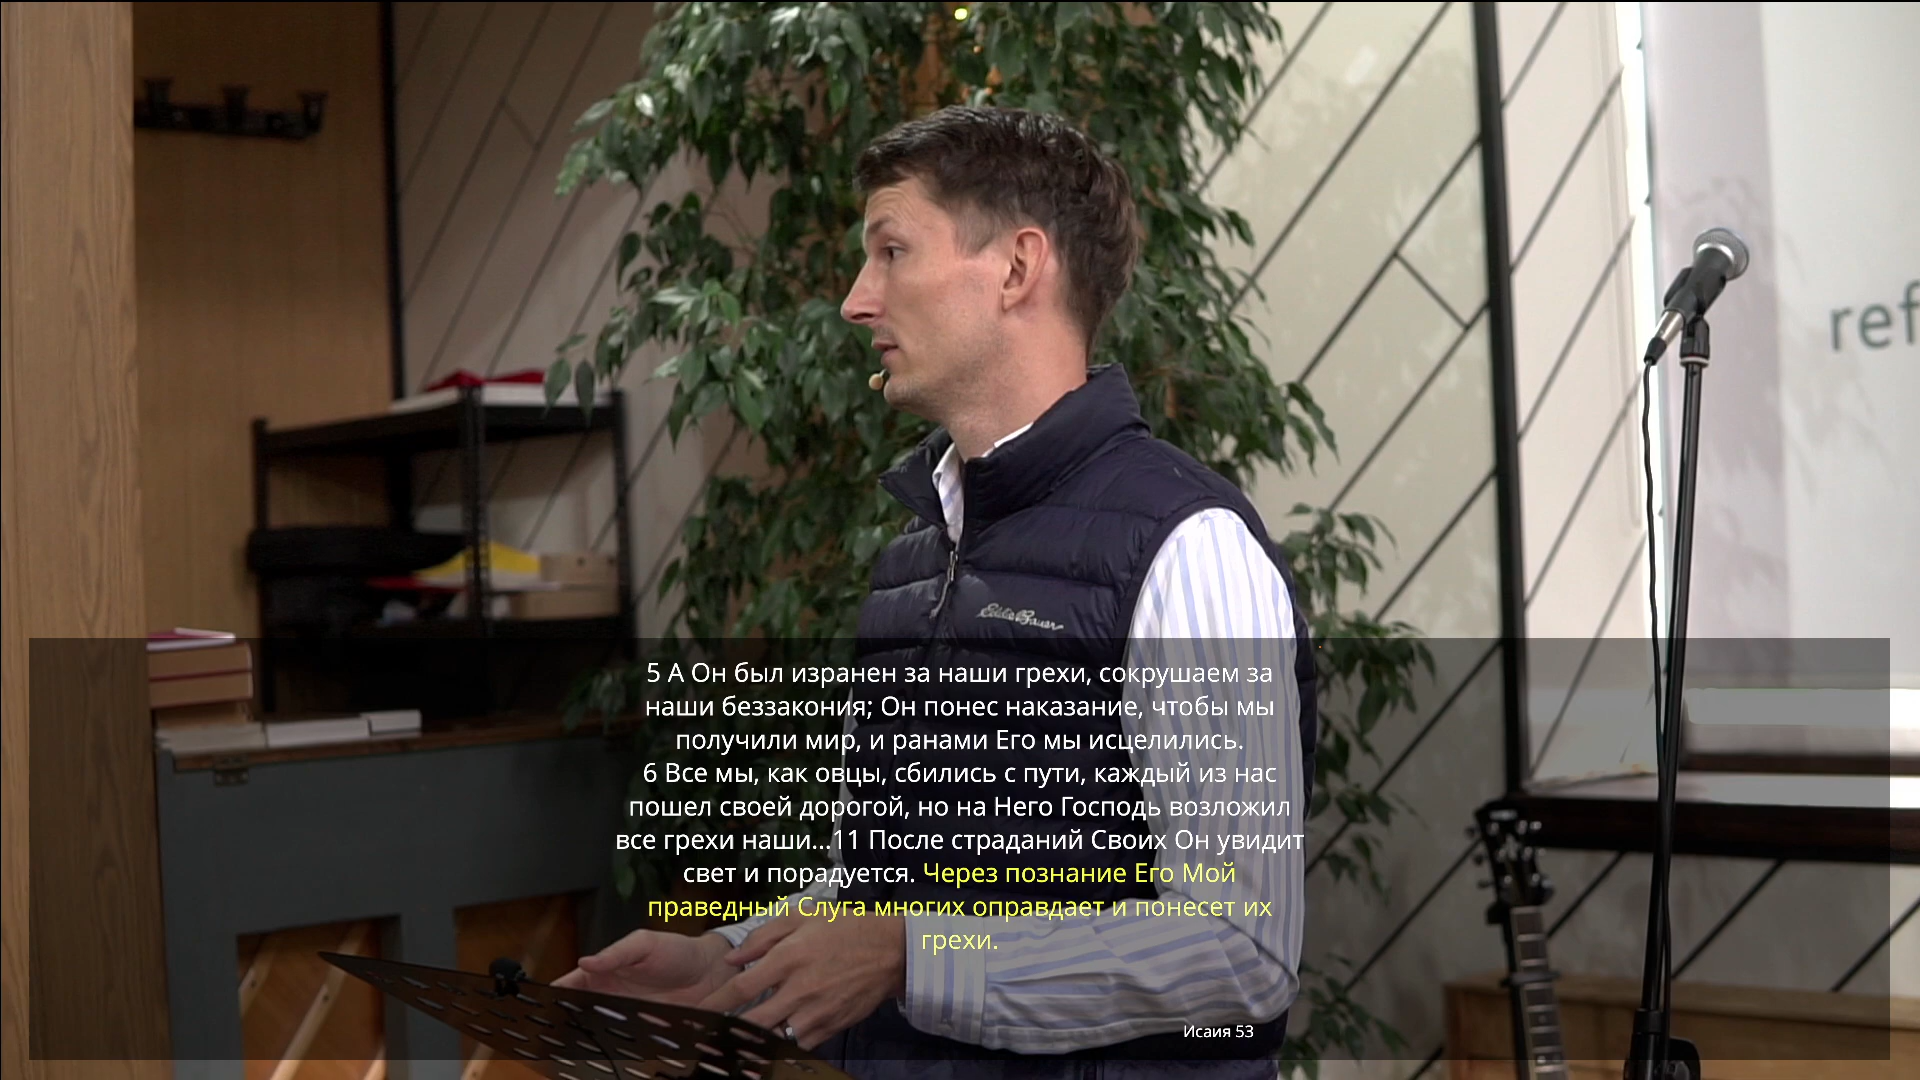 ref
Eddie Bauer
5 А Он был изранен за наши грехи, сокрушаем за
наши беззакония; Он понес наказание, чтобы мы
получили мир, и ранами Его мы исцелились.
6 Все мы, как овцы, сбились с пути, каждый из нас
пошел своей дорогой, но на Него Господь возложил
все грехи наши...11 После страданий Своих Он увидит
свет и порадуется. Через познание Его Мой
праведный Слуга многих оправдает и понесет их
грехи.
Исаия 53